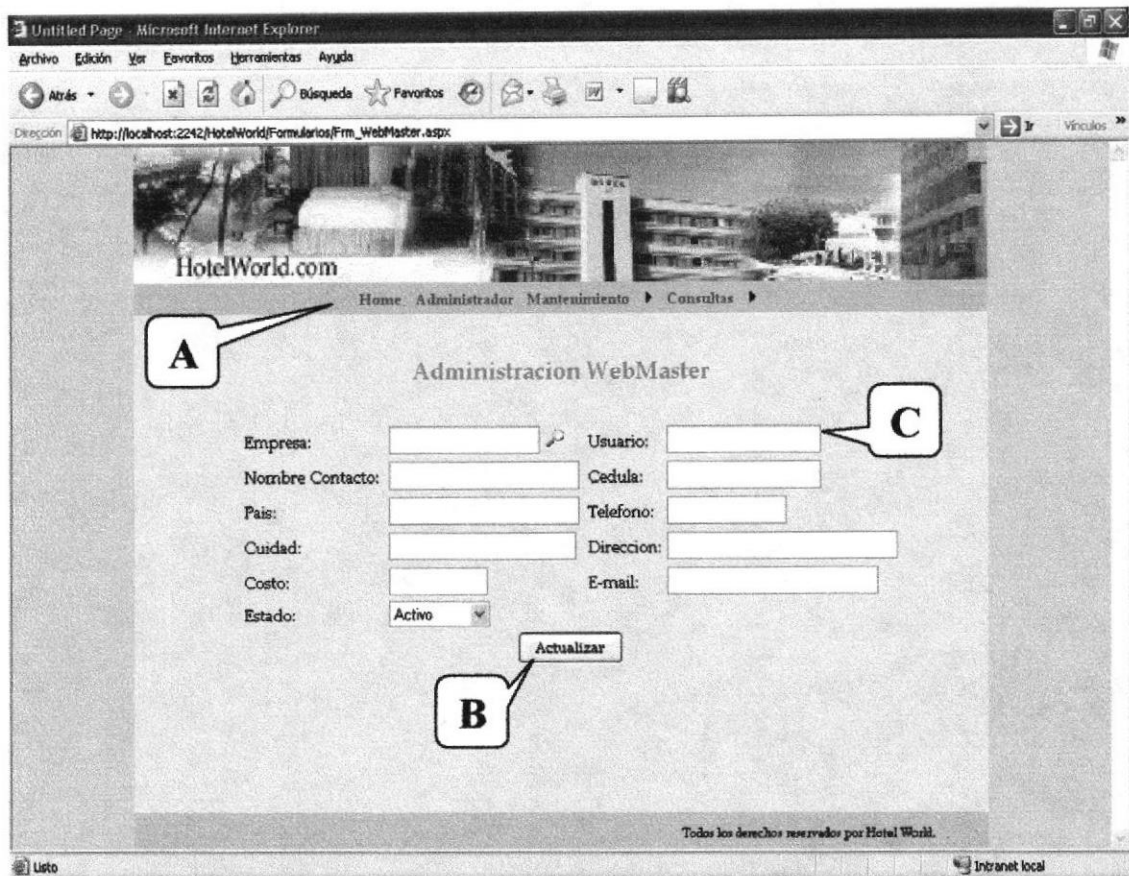 Untitled Page - Microsoft Internet Explorer
Archivo Edición Ver Favoritos Herramientas Ayuda
Atrás Búsqueda Favoritos
Dirección http://localhost:2242/HotelWorld/Formularios/Frm_WebMaster.aspx Ir Vínculos »
HotelWorld.com
Home Administrador Mantenimiento Consultas
A
Administracion WebMaster
C
Empresa: Usuario:
Nombre Contacto: Cedula:
Pais: Telefono:
Cuidad: Direccion:
Costo: E-mail:
Estado: Activo
Actualizar
B
Todos los derechos reservados por Hotel World.
Listo Intranet local